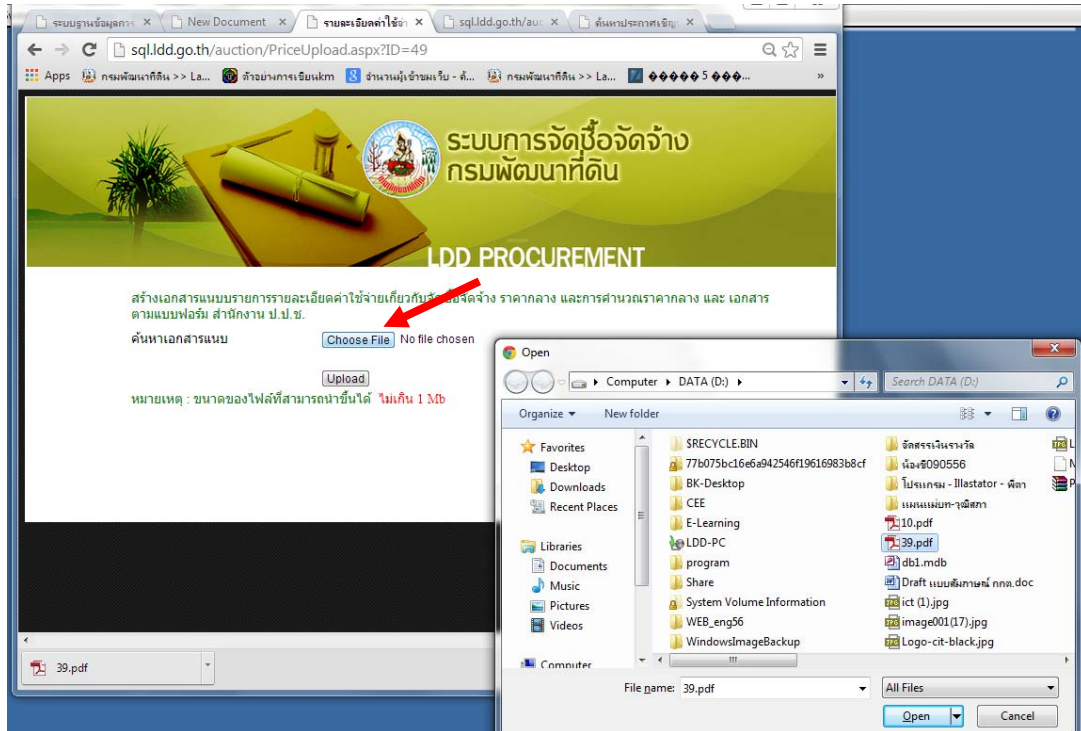 ระบบฐานข้อมูลการ
New Document
รายละเอียดค่าใช้จ่า
sql.ldd.go.th/auc
ค้นหาประกาศเชิญ
sql.ldd.go.th/auction/PriceUpload.aspx?ID=49
Apps
กรมพัฒนาที่ดิน >> La...
ตัวอย่างการเขียนkm
จำนวนผู้เข้าชมเว็บ - ค้...
กรมพัฒนาที่ดิน >> La...
����� 5 ���...
»
ระบบการจัดซื้อจัดจ้าง
กรมพัฒนาที่ดิน
LDD PROCUREMENT
สร้างเอกสารแนบบรายการรายละเอียดค่าใช้จ่ายเกี่ยวกับจัดซื้อจัดจ้าง ราคากลาง และการคำนวณราคากลาง และ เอกสาร
ตามแบบฟอร์ม สำนักงาน ป.ป.ช.
ค้นหาเอกสารแนบ
Choose File No file chosen
Upload
หมายเหตุ : ขนาดของไฟล์ที่สามารถนำขึ้นได้ ไม่เกิน 1 Mb
39.pdf
Open
Computer
DATA (D:)
Search DATA (D:)
Organize
New folder
Favorites
Desktop
Downloads
Recent Places
Libraries
Documents
Music
Pictures
Videos
Computer
$RECYCLE.BIN
77b075bc16e6a942546f19616983b8cf
BK-Desktop
CEE
E-Learning
LDD-PC
program
Share
System Volume Information
WEB_eng56
WindowsImageBackup
จัดสรรเงินรางวัล
น้องชี090556
โปรแกรม - Illastator - พีตา
แผนแม่บท-วุฒิสภา
10.pdf
39.pdf
db1.mdb
Draft แบบสัมภาษณ์ กกต.doc
ict (1).jpg
image001(17).jpg
Logo-cit-black.jpg
L
N
P
File name:
39.pdf
All Files
Open
Cancel